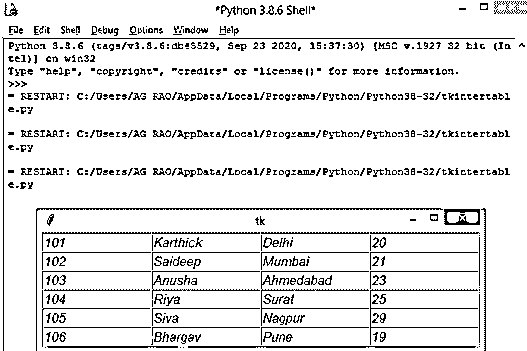 *Python 3.8.6 Shell*
File Edit Shell Debug Options Window Help
Python 3.8.6 (tags/v3.8.6:db45529, Sep 23 2020, 15:37:30) [MSC v.1927 32 bit (In
tel)] on win32
Type "help", "copyright", "credits" or "license()" for more information.
>>>
= RESTART: C:/Users/AG RAO/AppData/Local/Programs/Python/Python38-32/tkintertabl
e.py
= RESTART: C:/Users/AG RAO/AppData/Local/Programs/Python/Python38-32/tkintertabl
e.py
= RESTART: C:/Users/AG RAO/AppData/Local/Programs/Python/Python38-32/tkintertabl
e.py
tk
101 Karthick Delhi 20
102 Saideep Mumbai 21
103 Anusha Ahmedabad 23
104 Riya Surat 25
105 Siva Nagpur 29
106 Bhargav Pune 19